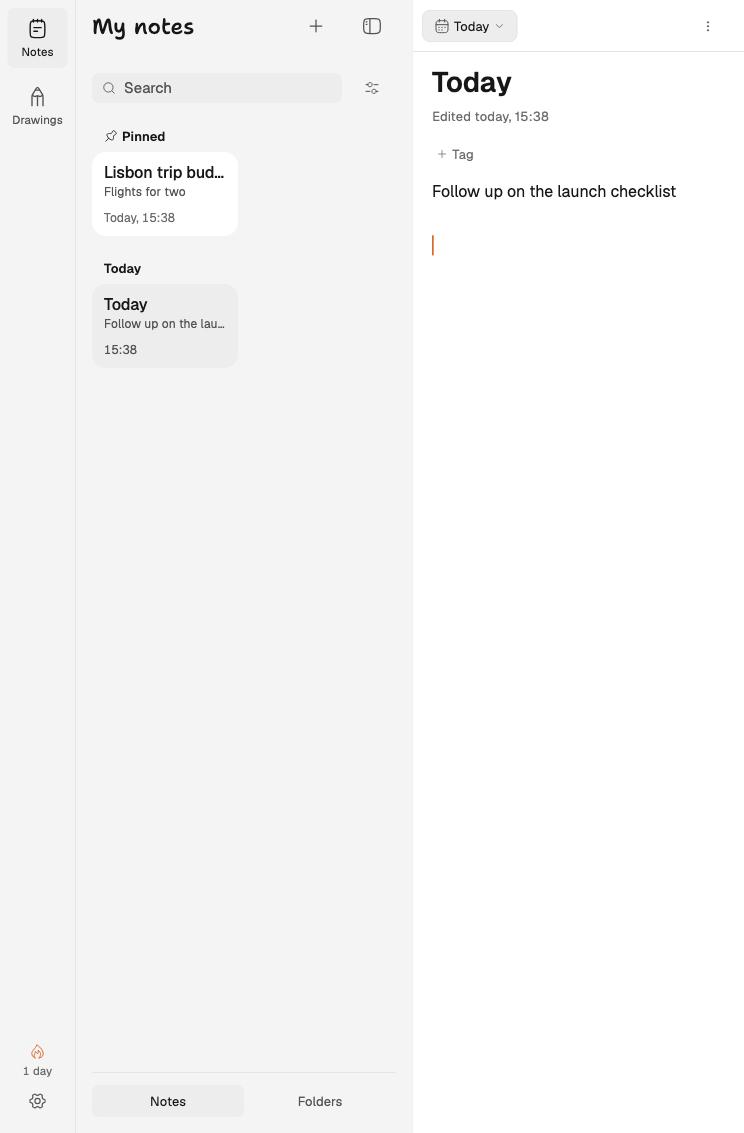 Notes
Drawings
1 day
My notes
Search
Pinned
Lisbon trip bud…
Flights for two
Today, 15:38
Today
Today
Follow up on the lau…
15:38
Notes
Folders
Today
Today
Edited today, 15:38
+ Tag
Follow up on the launch checklist